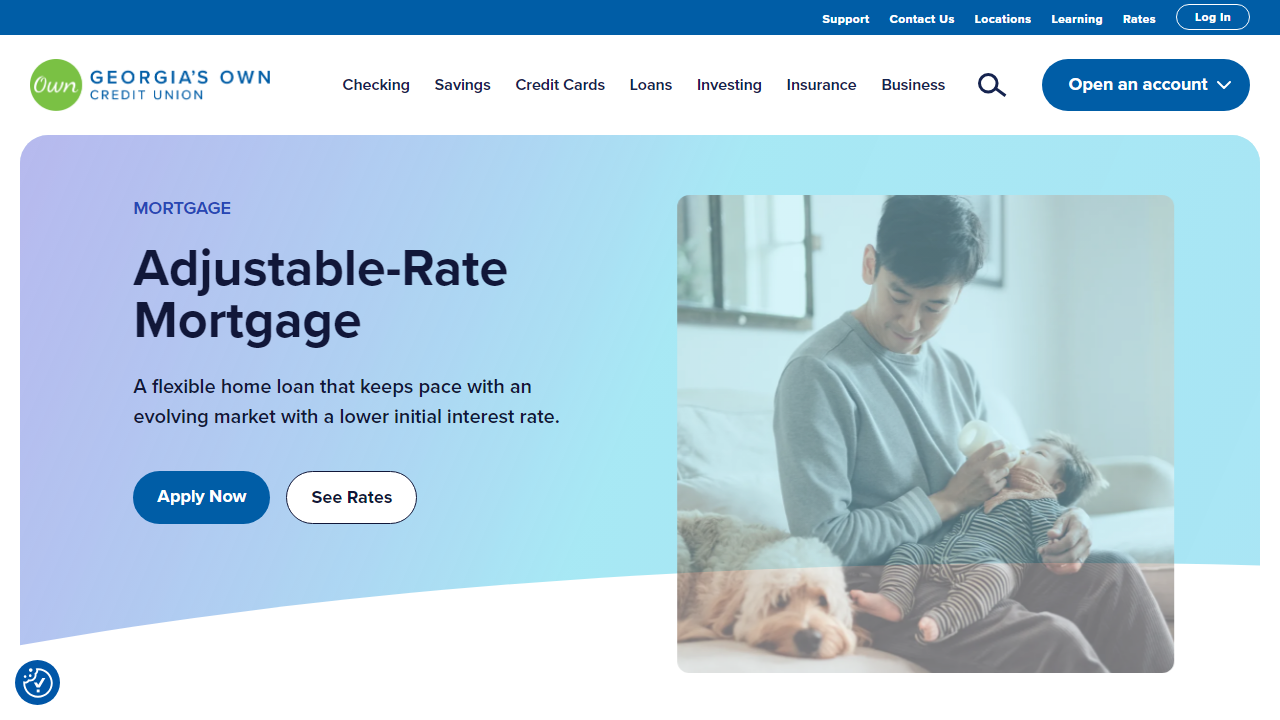 Support Contact Us Locations Learning Rates Log In
Own GEORGIA'S OWN
CREDIT UNION
Checking Savings Credit Cards Loans Investing Insurance Business Open an account
MORTGAGE
Adjustable-Rate
Mortgage
A flexible home loan that keeps pace with an
evolving market with a lower initial interest rate.
Apply Now See Rates